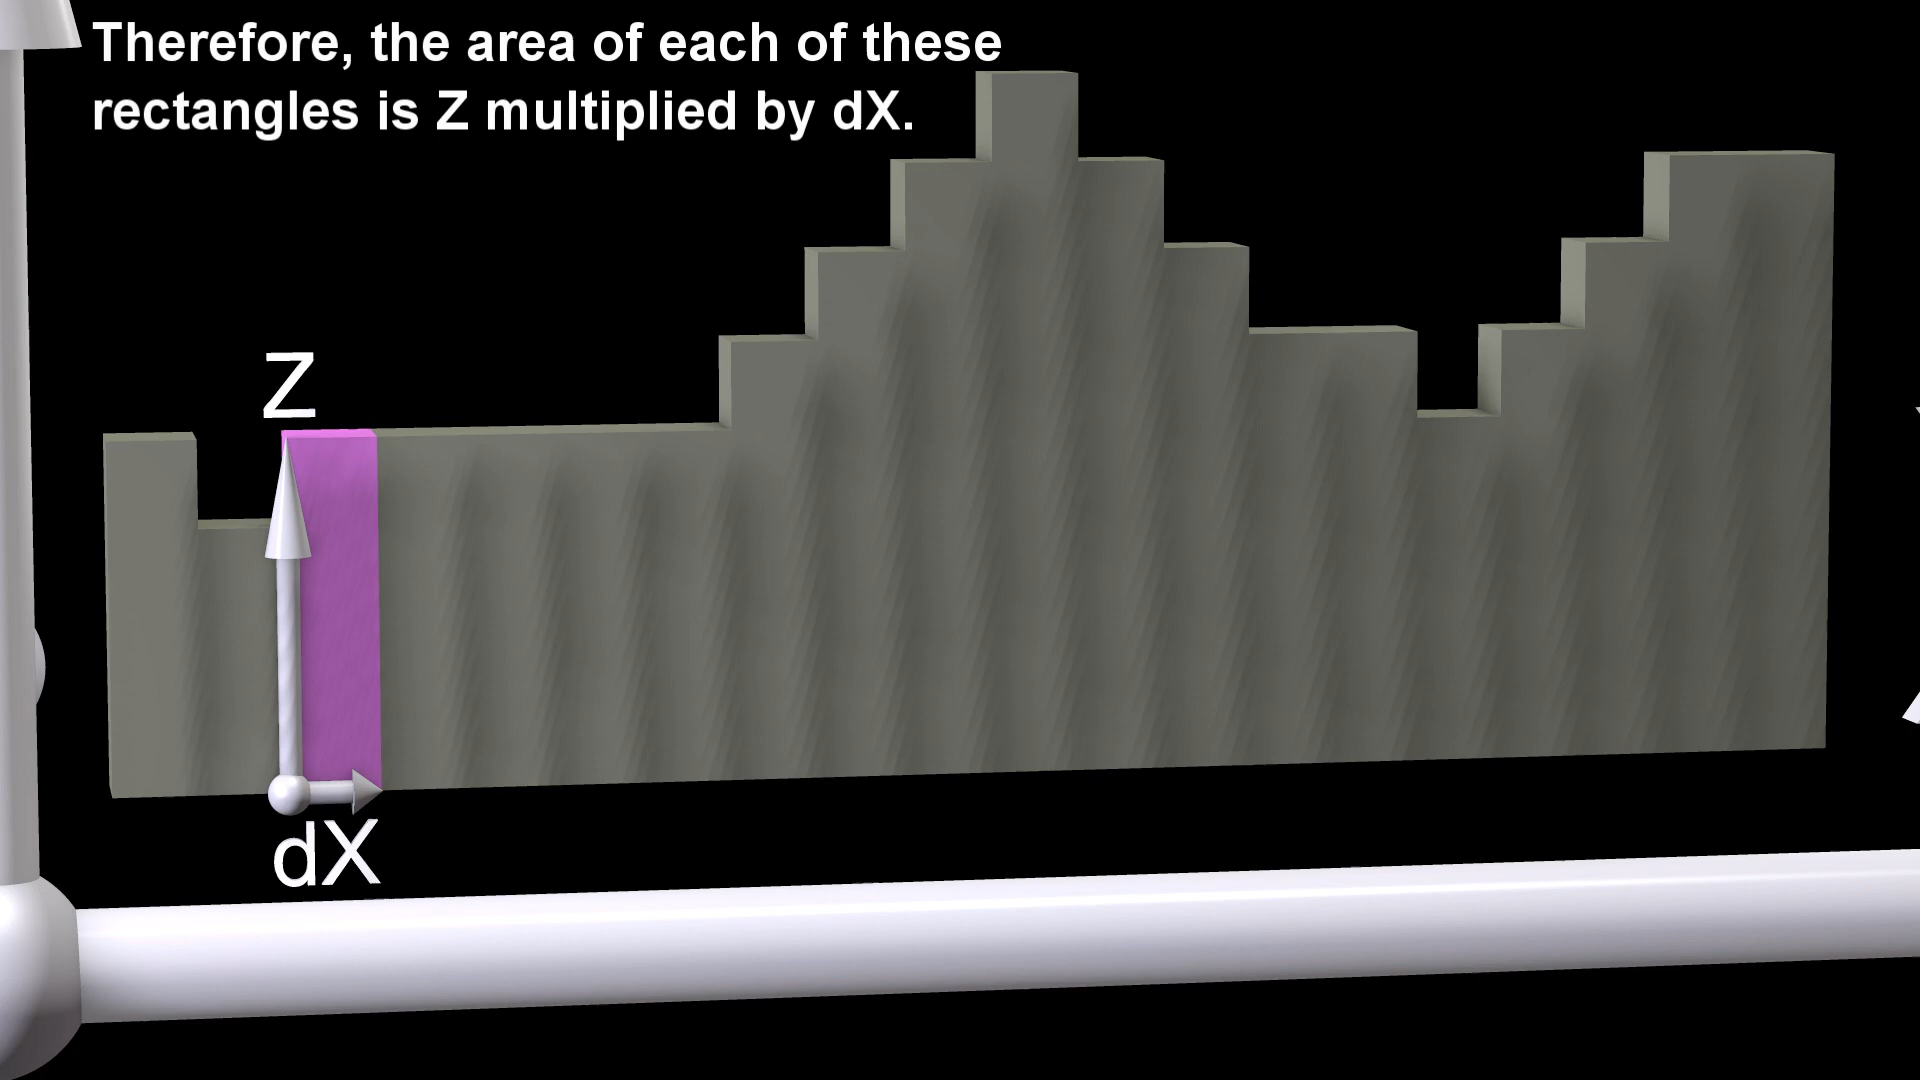 Therefore, the area of each of these
rectangles is Z multiplied by dX.
Z
dX